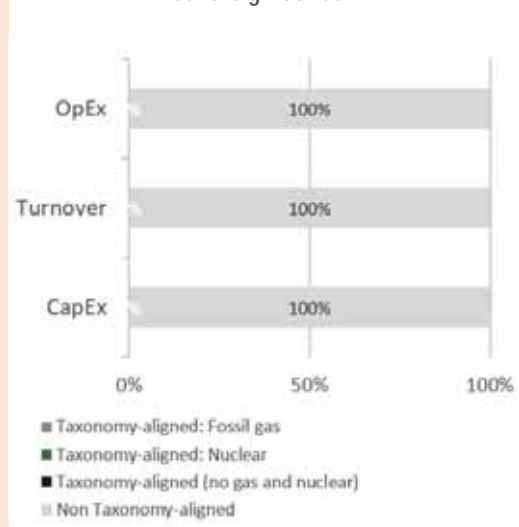 OpEx
100%
Turnover
100%
CapEx
100%
0% 50% 100%
Taxonomy-aligned: Fossil gas
Taxonomy-aligned: Nuclear
Taxonomy-aligned (no gas and nuclear)
Non Taxonomy-aligned